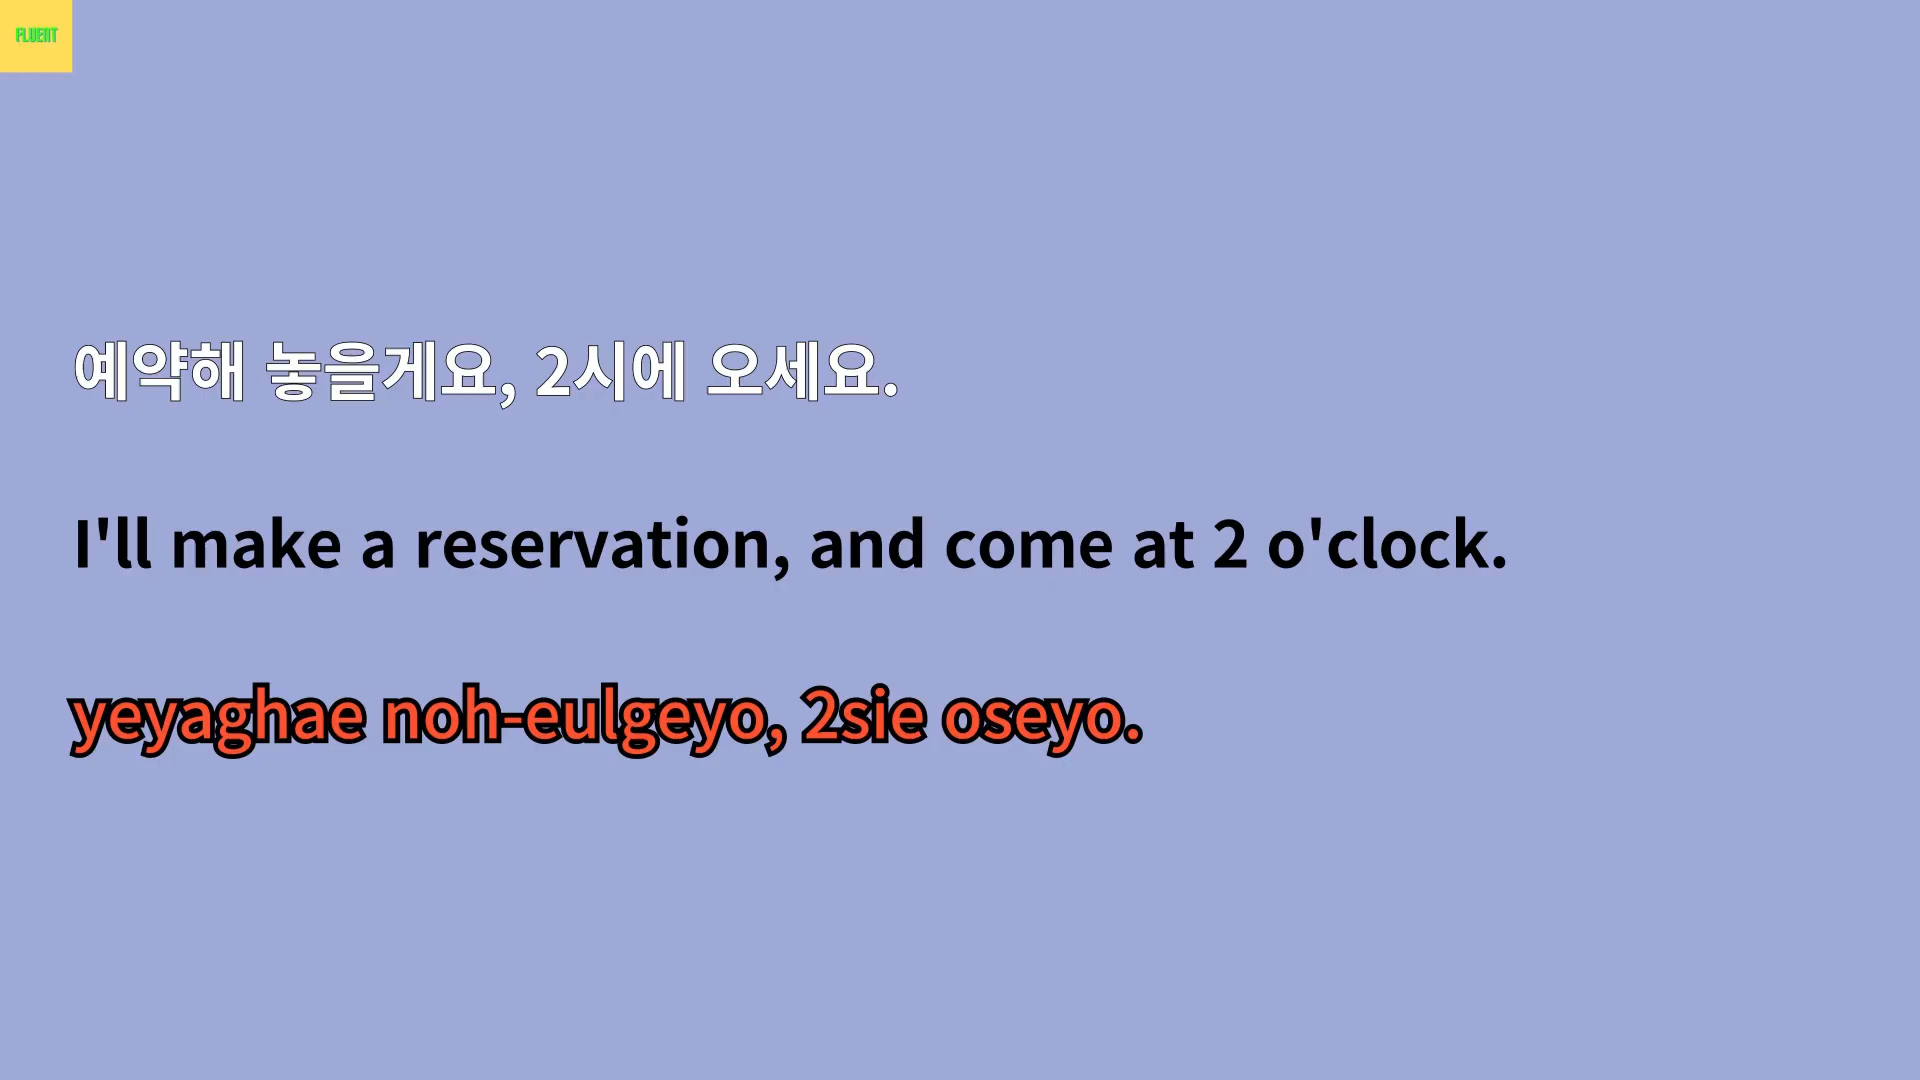 FLUENT
예약해 놓을게요, 2시에 오세요.
I'll make a reservation, and come at 2 o'clock.
yeyaghae noh-eulgeyo, 2sie oseyo.